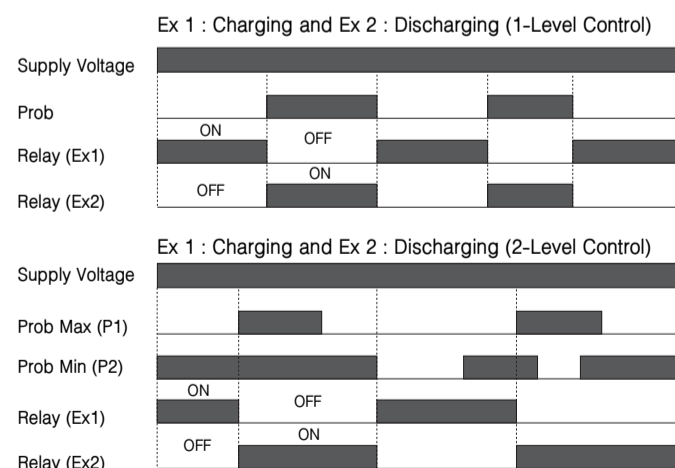 Ex 1 : Charging and Ex 2 : Discharging (1-Level Control)
Supply Voltage
Prob
ON
OFF
Relay (Ex1)
ON
OFF
Relay (Ex2)
Ex 1 : Charging and Ex 2 : Discharging (2-Level Control)
Supply Voltage
Prob Max (P1)
Prob Min (P2)
ON
OFF
Relay (Ex1)
ON
OFF
Relay (Ex2)